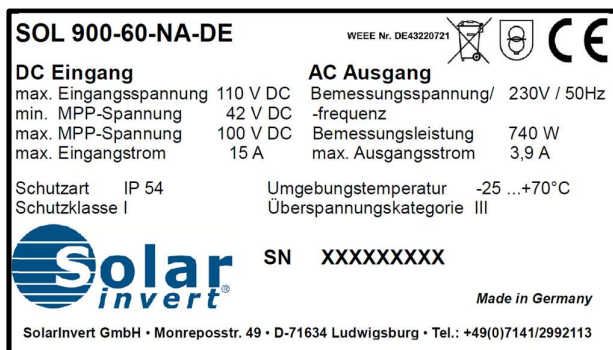 SOL 900-60-NA-DE
WEEE Nr. DE43220721
CE
DC Eingang
max. Eingangsspannung 110 V DC
min. MPP-Spannung 42 V DC
max. MPP-Spannung 100 V DC
max. Eingangstrom 15 A
AC Ausgang
Bemessungsspannung/ 230V / 50Hz
-frequenz
Bemessungsleistung 740 W
max. Ausgangsstrom 3,9 A
Schutzart IP 54
Schutzklasse I
Umgebungstemperatur -25 ...+70°C
Überspannungskategorie III
Solar
invert®
SN XXXXXXXXX
Made in Germany
SolarInvert GmbH • Monreposstr. 49 • D-71634 Ludwigsburg • Tel.: +49(0)7141/2992113